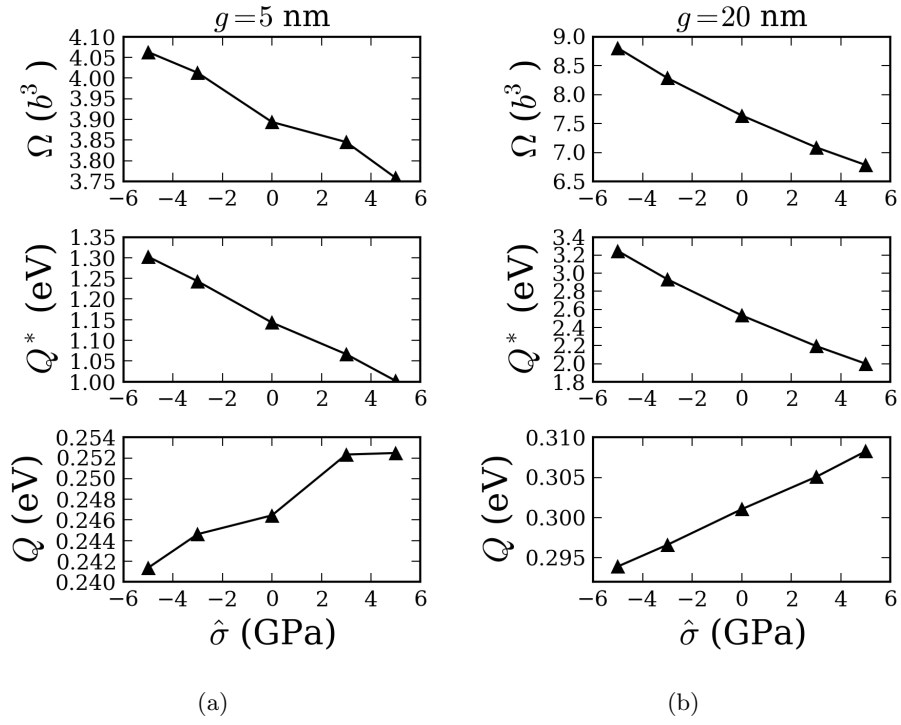 g=5 nm
4.10
4.05
4.00
3.95
3.90
3.85
3.80
3.75
Ω (b³)
−6 −4 −2 0 2 4 6
1.35
1.30
1.25
1.20
1.15
1.10
1.05
1.00
Q* (eV)
−6 −4 −2 0 2 4 6
0.254
0.252
0.250
0.248
0.246
0.244
0.242
0.240
Q (eV)
−6 −4 −2 0 2 4 6
σ̂ (GPa)
(a)
g=20 nm
9.0
8.5
8.0
7.5
7.0
6.5
Ω (b³)
−6 −4 −2 0 2 4 6
3.4
3.2
3.0
2.8
2.6
2.4
2.2
2.0
1.8
Q* (eV)
−6 −4 −2 0 2 4 6
0.310
0.305
0.300
0.295
Q (eV)
−6 −4 −2 0 2 4 6
σ̂ (GPa)
(b)